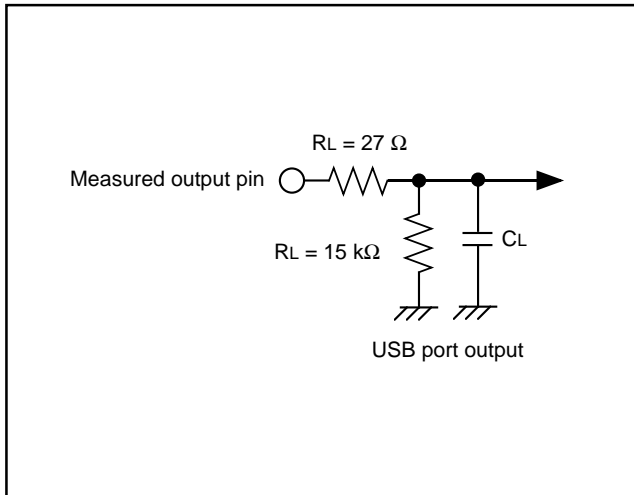 RL = 27 Ω
Measured output pin
RL = 15 kΩ
CL
USB port output